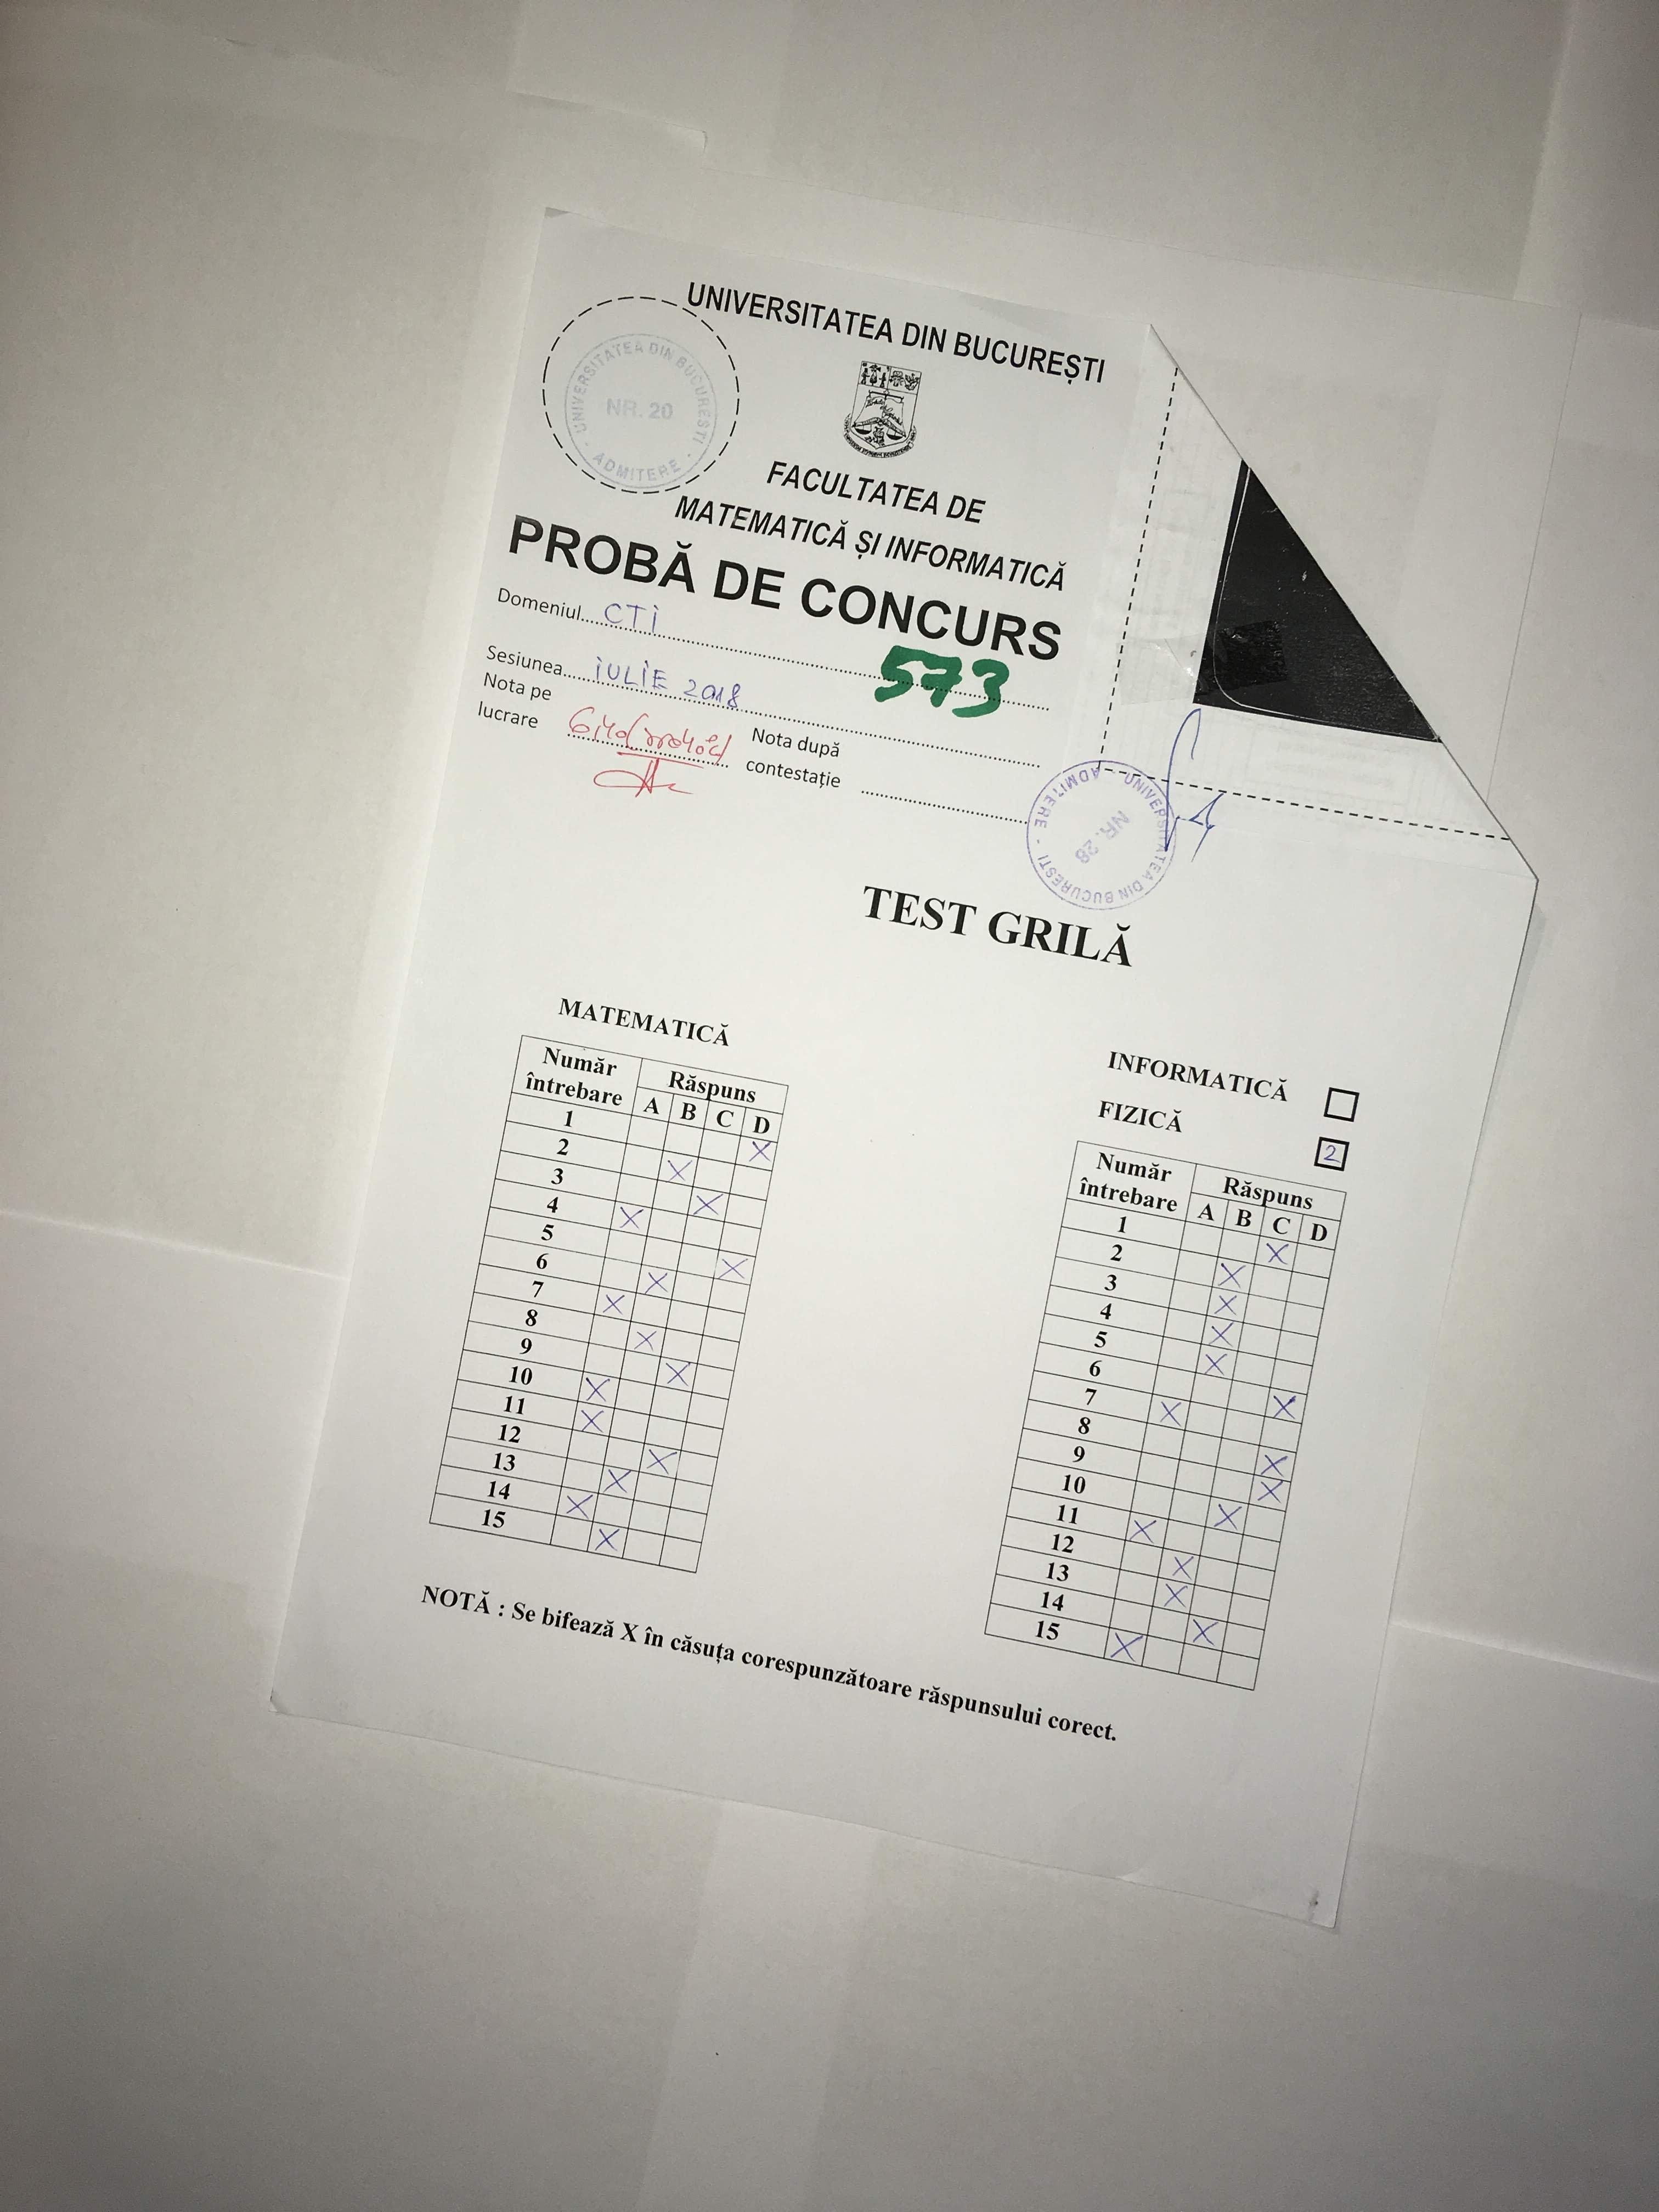 UNIVERSITATEA DIN BUCUREȘTI
UNIVERSITATEA DIN BUCUREȘTI · ADMITERE ·
NR. 20
FACULTATEA DE
MATEMATICĂ ȘI INFORMATICĂ
PROBĂ DE CONCURS
Domeniul CTI
573
Sesiunea IULIE 2018
Nota pe lucrare 6,40
Nota după contestație
UNIVERSITATEA DIN BUCUREȘTI · ADMITERE ·
NR. 28
TEST GRILĂ
MATEMATICĂ
Număr întrebare Răspuns
A B C D
1 X
2 X
3 X
4 X
5 X
6 X
7 X
8 X
9 X
10 X
11 X
12 X
13 X
14 X
15 X
INFORMATICĂ
FIZICĂ 2
Număr întrebare Răspuns
A B C D
1 X
2 X
3 X
4 X
5 X
6 X
7 X
8 X
9 X
10 X
11 X
12 X
13 X
14 X
15 X
NOTĂ : Se bifează X în căsuța corespunzătoare răspunsului corect.